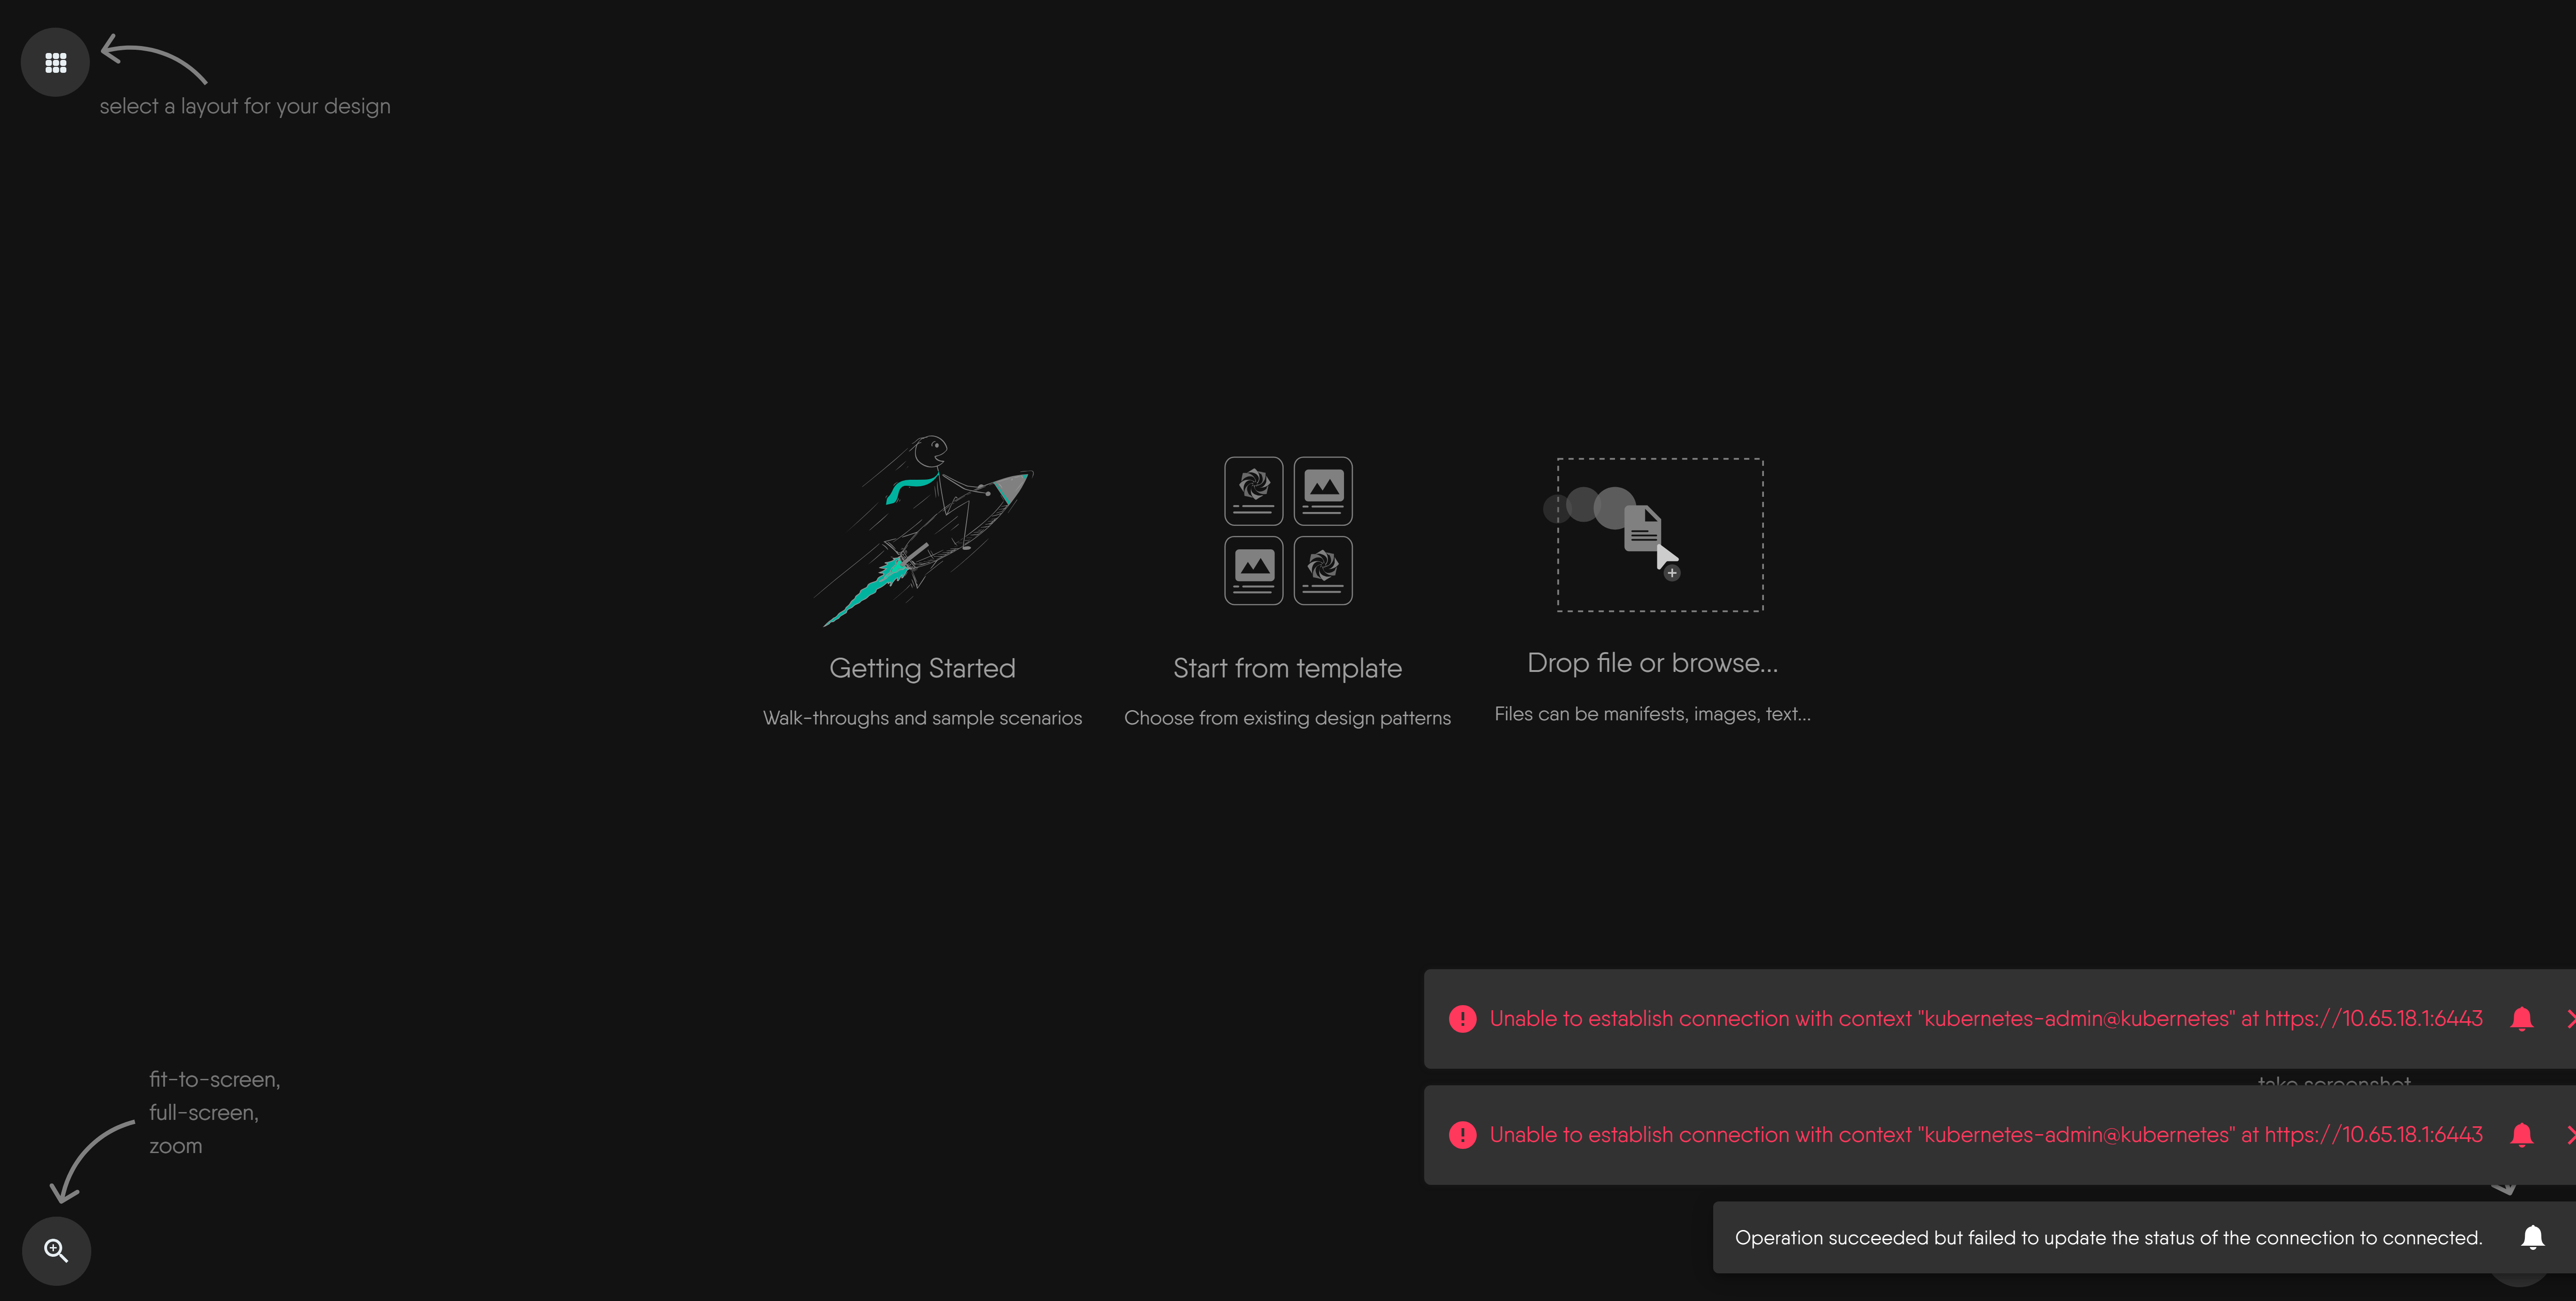 select a layout for your design
Getting Started
Walk-throughs and sample scenarios
Start from template
Choose from existing design patterns
Drop file or browse...
Files can be manifests, images, text...
Unable to establish connection with context "kubernetes-admin@kubernetes" at https://10.65.18.1:6443
take screenshot
fit-to-screen,
full-screen,
zoom
Unable to establish connection with context "kubernetes-admin@kubernetes" at https://10.65.18.1:6443
Operation succeeded but failed to update the status of the connection to connected.